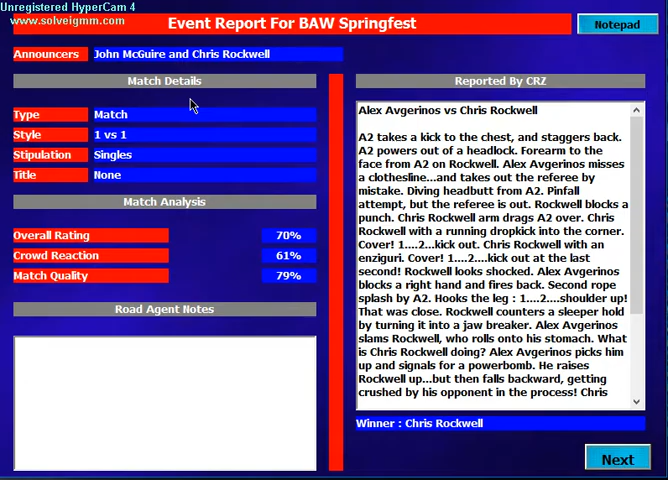 Unregistered HyperCam 4
www.solveigmm.com
Event Report For BAW Springfest
Notepad
Announcers John McGuire and Chris Rockwell
Match Details
Type Match
Style 1 vs 1
Stipulation Singles
Title None
Match Analysis
Overall Rating 70%
Crowd Reaction 61%
Match Quality 79%
Road Agent Notes
Reported By CRZ
Alex Avgerinos vs Chris Rockwell
A2 takes a kick to the chest, and staggers back.
A2 powers out of a headlock. Forearm to the
face from A2 on Rockwell. Alex Avgerinos misses
a clothesline...and takes out the referee by
mistake. Diving headbutt from A2. Pinfall
attempt, but the referee is out. Rockwell blocks a
punch. Chris Rockwell arm drags A2 over. Chris
Rockwell with a running dropkick into the corner.
Cover! 1....2...kick out. Chris Rockwell with an
enziguri. Cover! 1....2....kick out at the last
second! Rockwell looks shocked. Alex Avgerinos
blocks a right hand and fires back. Second rope
splash by A2. Hooks the leg : 1....2....shoulder up!
That was close. Rockwell counters a sleeper hold
by turning it into a jaw breaker. Alex Avgerinos
slams Rockwell, who rolls onto his stomach. What
is Chris Rockwell doing? Alex Avgerinos picks him
up and signals for a powerbomb. He raises
Rockwell up...but then falls backward, getting
crushed by his opponent in the process! Chris
Winner : Chris Rockwell
Next